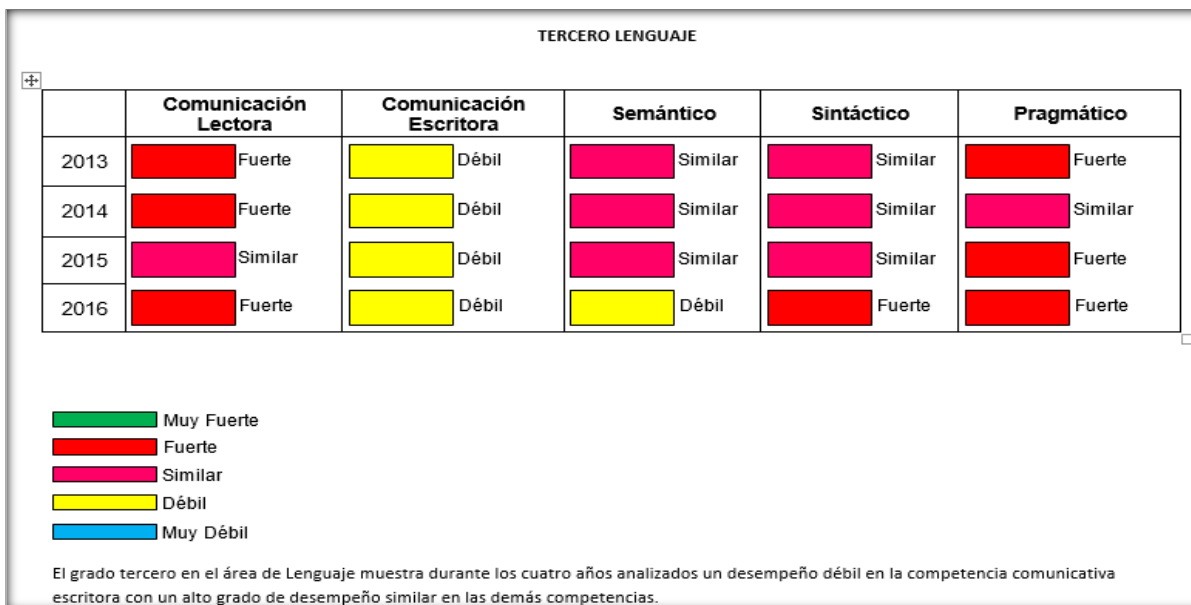 TERCERO LENGUAJE
Comunicación Lectora Comunicación Escritora Semántico Sintáctico Pragmático
2013 Fuerte Débil Similar Similar Fuerte
2014 Fuerte Débil Similar Similar Similar
2015 Similar Débil Similar Similar Fuerte
2016 Fuerte Débil Débil Fuerte Fuerte
Muy Fuerte
Fuerte
Similar
Débil
Muy Débil
El grado tercero en el área de Lenguaje muestra durante los cuatro años analizados un desempeño débil en la competencia comunicativa
escritora con un alto grado de desempeño similar en las demás competencias.